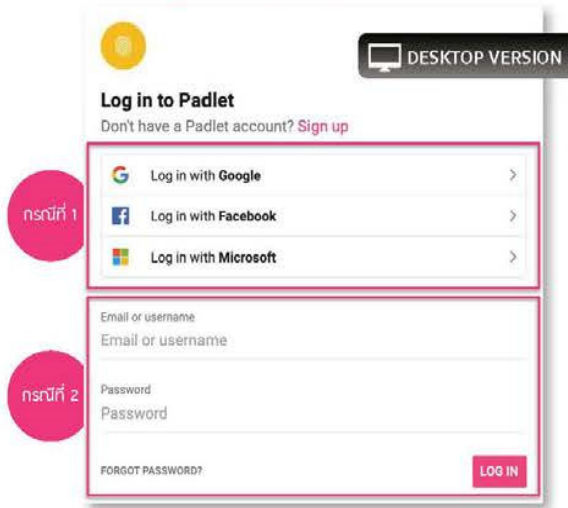 DESKTOP VERSION
Log in to Padlet
Don't have a Padlet account? Sign up
กรณีที่ 1
Log in with Google
Log in with Facebook
Log in with Microsoft
กรณีที่ 2
Email or username
Email or username
Password
Password
FORGOT PASSWORD?
LOG IN